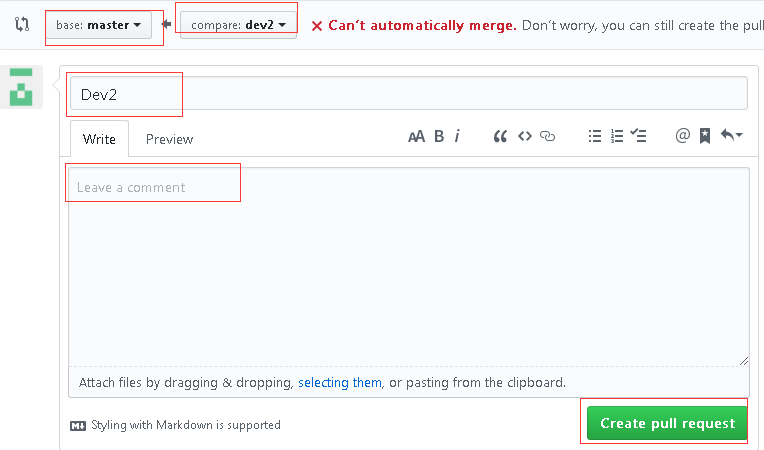 base: master compare: dev2 Can't automatically merge. Don't worry, you can still create the pull
Dev2
Write Preview AA B i @
Leave a comment
Attach files by dragging & dropping, selecting them, or pasting from the clipboard.
Styling with Markdown is supported
Create pull request